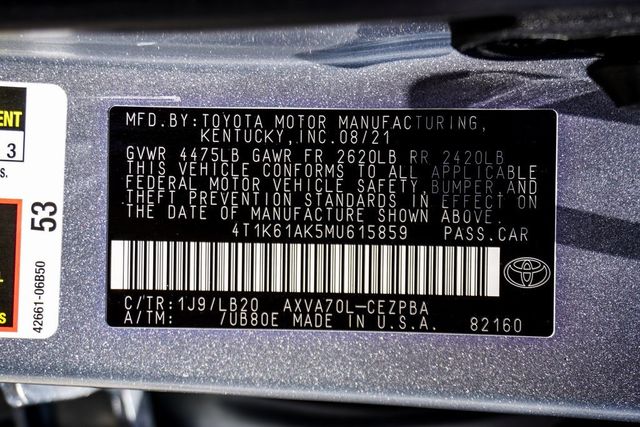 ENT
3
S.
53
42661-06B50
MFD.BY:TOYOTA MOTOR MANUFACTURING,
KENTUCKY,INC.08/21
GVWR 4475LB GAWR FR 2620LB RR 2420LB
THIS VEHICLE CONFORMS TO ALL APPLICABLE
FEDERAL MOTOR VEHICLE SAFETY,BUMPER AND
THEFT PREVENTION STANDARDS IN EFFECT ON
THE DATE OF MANUFACTURE SHOWN ABOVE.
4T1K61AK5MU615859 PASS.CAR
C/TR:1J9/LB20 AXVA70L-CEZPBA
A/TM: 7UB80E MADE IN U.S.A. 82160